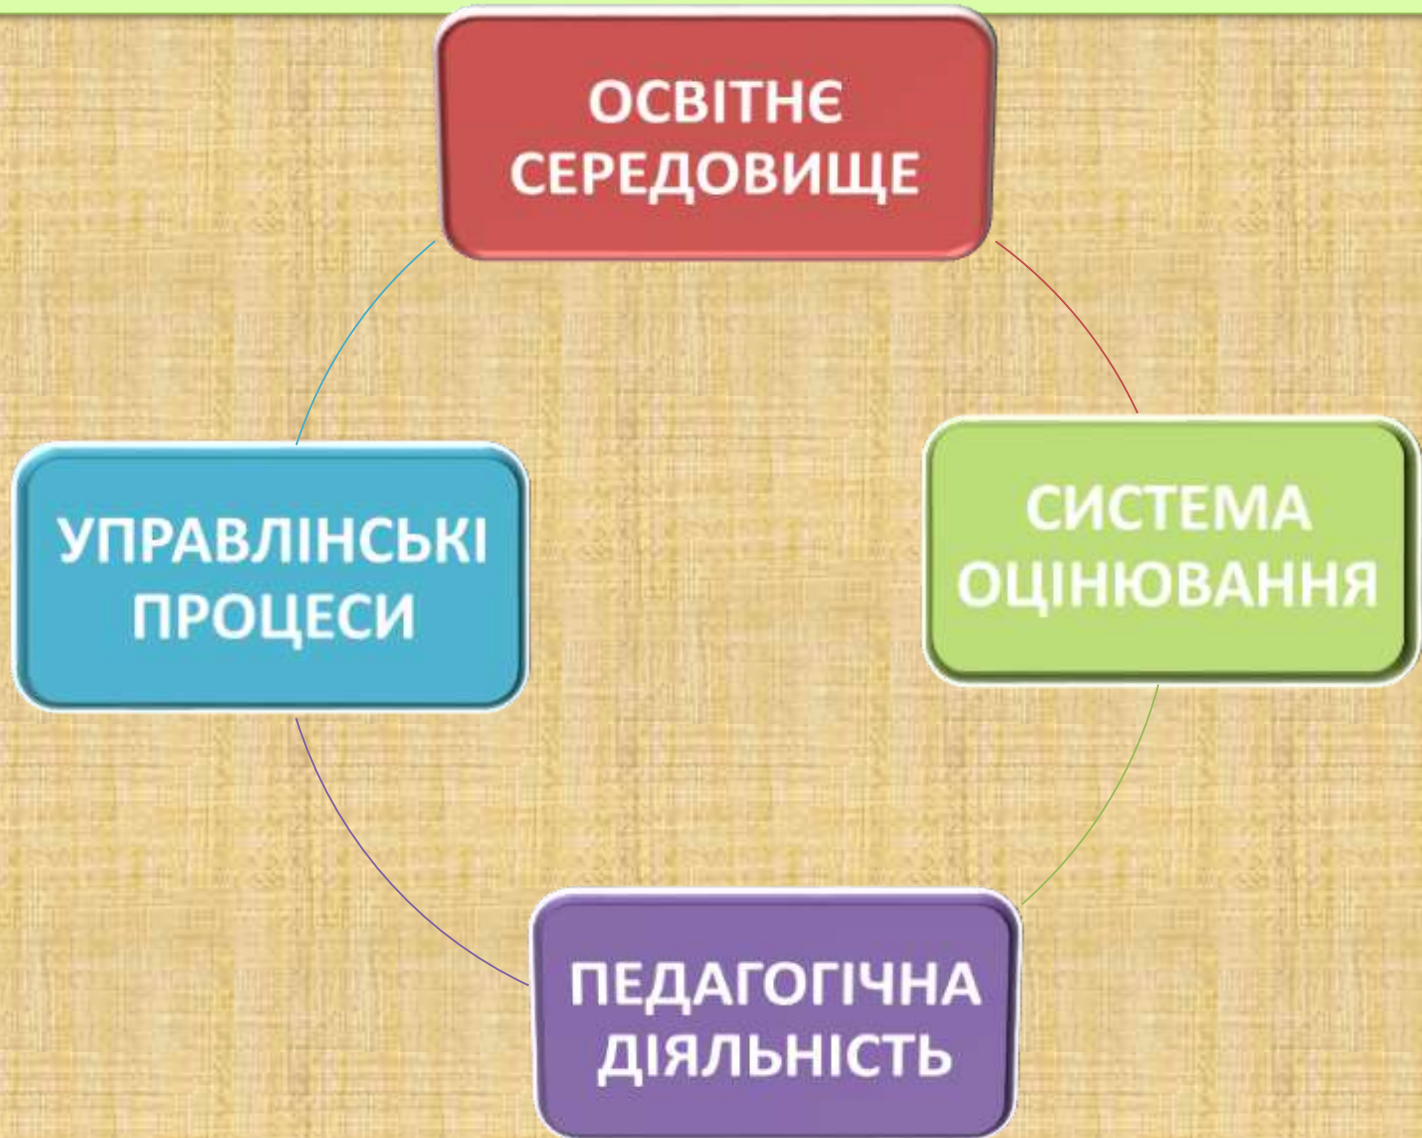 ОСВІТНЄ
СЕРЕДОВИЩЕ
УПРАВЛІНСЬКІ
ПРОЦЕСИ
СИСТЕМА
ОЦІНЮВАННЯ
ПЕДАГОГІЧНА
ДІЯЛЬНІСТЬ